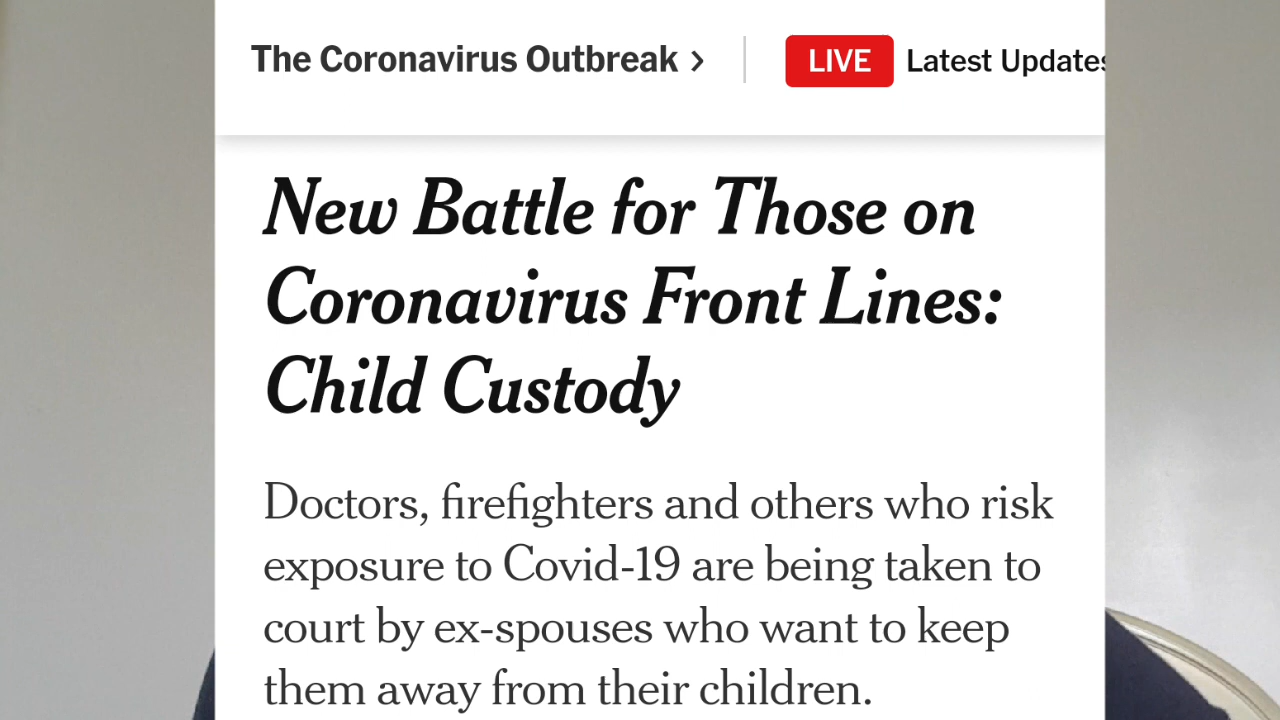 The Coronavirus Outbreak > LIVE Latest Updates
New Battle for Those on
Coronavirus Front Lines:
Child Custody
Doctors, firefighters and others who risk
exposure to Covid-19 are being taken to
court by ex-spouses who want to keep
them away from their children.